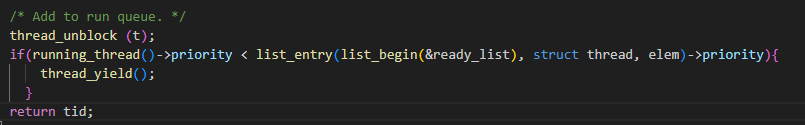 /* Add to run queue. */
thread_unblock (t);
if(running_thread()->priority < list_entry(list_begin(&ready_list), struct thread, elem)->priority){
thread_yield();
}
return tid;